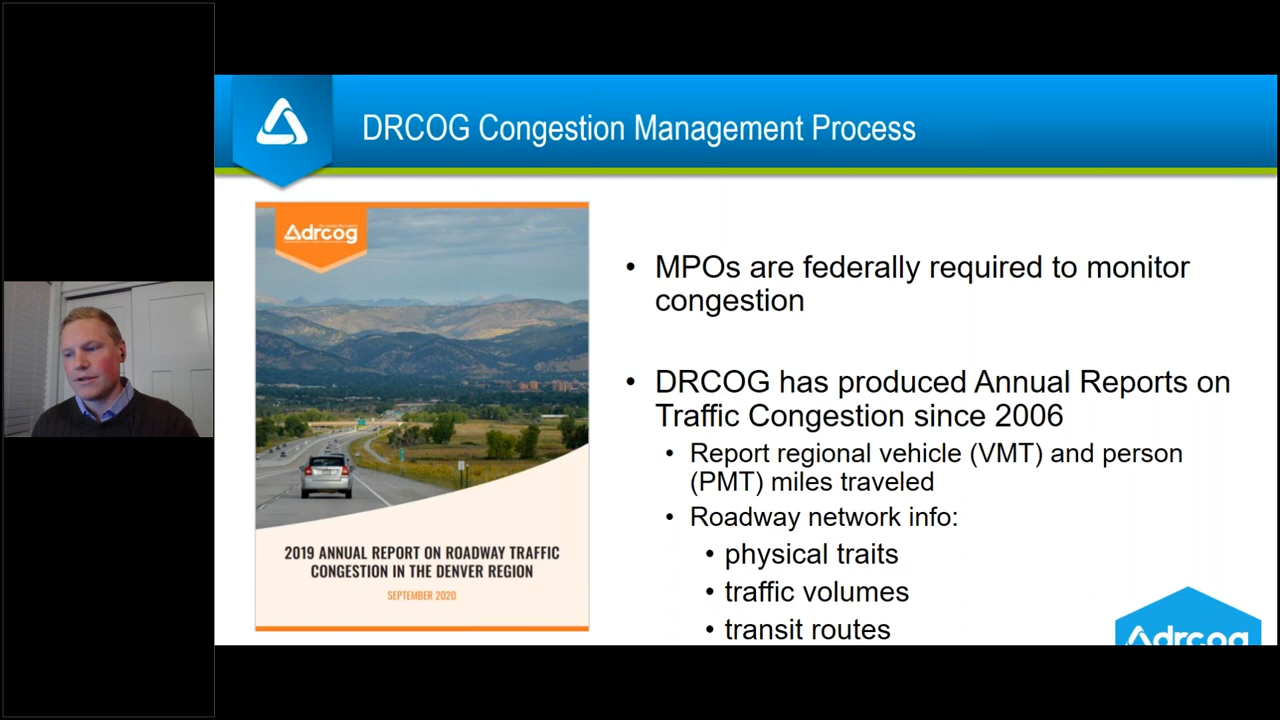 DRCOG Congestion Management Process
drcog
2019 ANNUAL REPORT ON ROADWAY TRAFFIC
CONGESTION IN THE DENVER REGION
SEPTEMBER 2020
• MPOs are federally required to monitor
congestion
• DRCOG has produced Annual Reports on
Traffic Congestion since 2006
• Report regional vehicle (VMT) and person
(PMT) miles traveled
• Roadway network info:
• physical traits
• traffic volumes
• transit routes
drcog